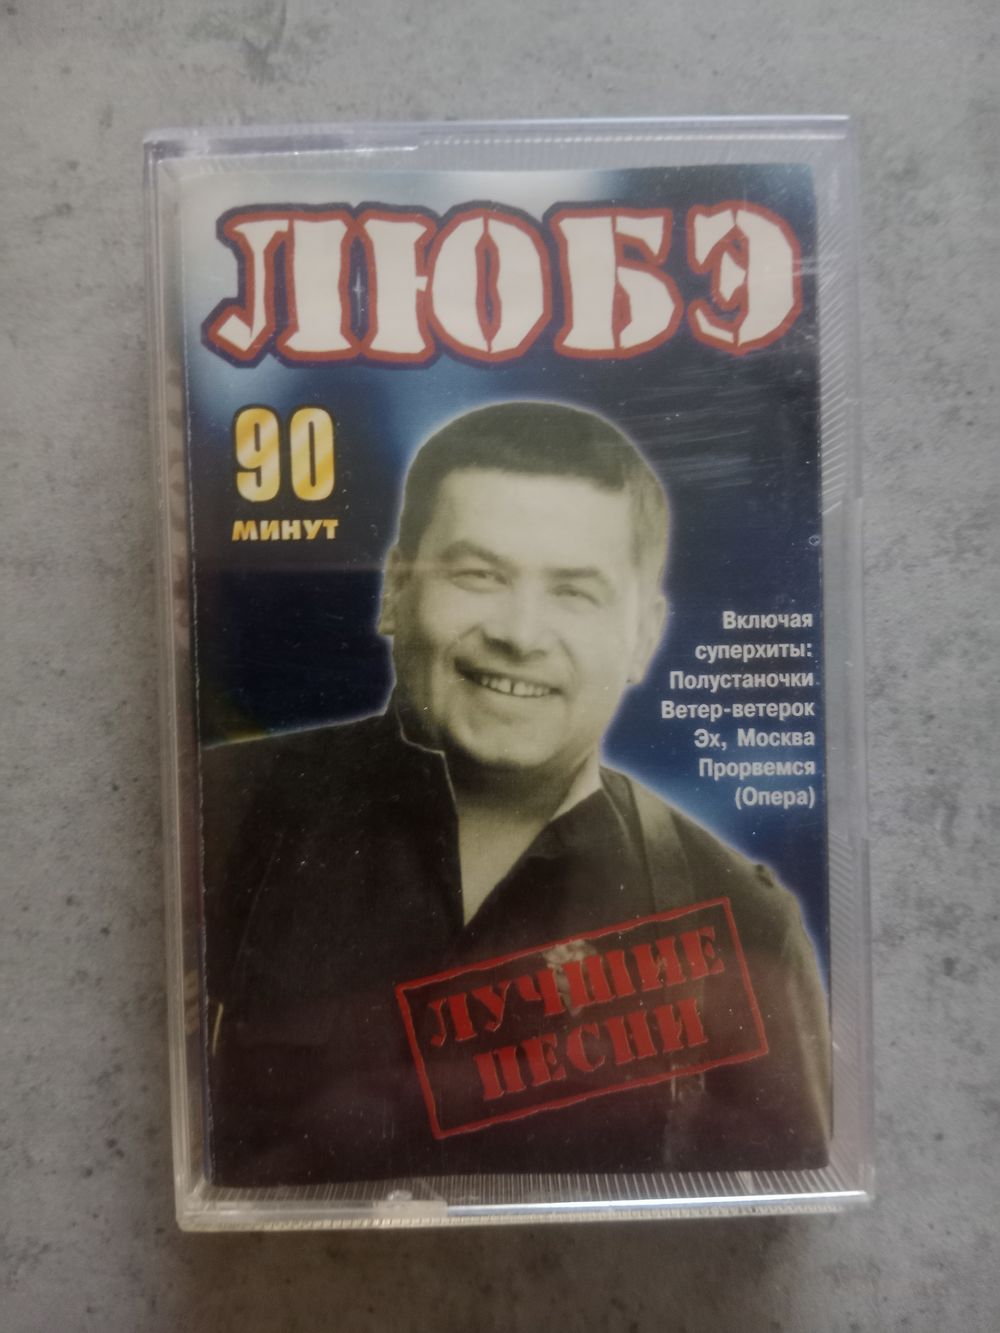 ЛЮБЭ
90
МИНУТ
Включая
суперхиты:
Полустаночки
Ветер-ветерок
Эх, Москва
Прорвемся
(Опера)
ЛУЧШИЕ
ПЕСНИ